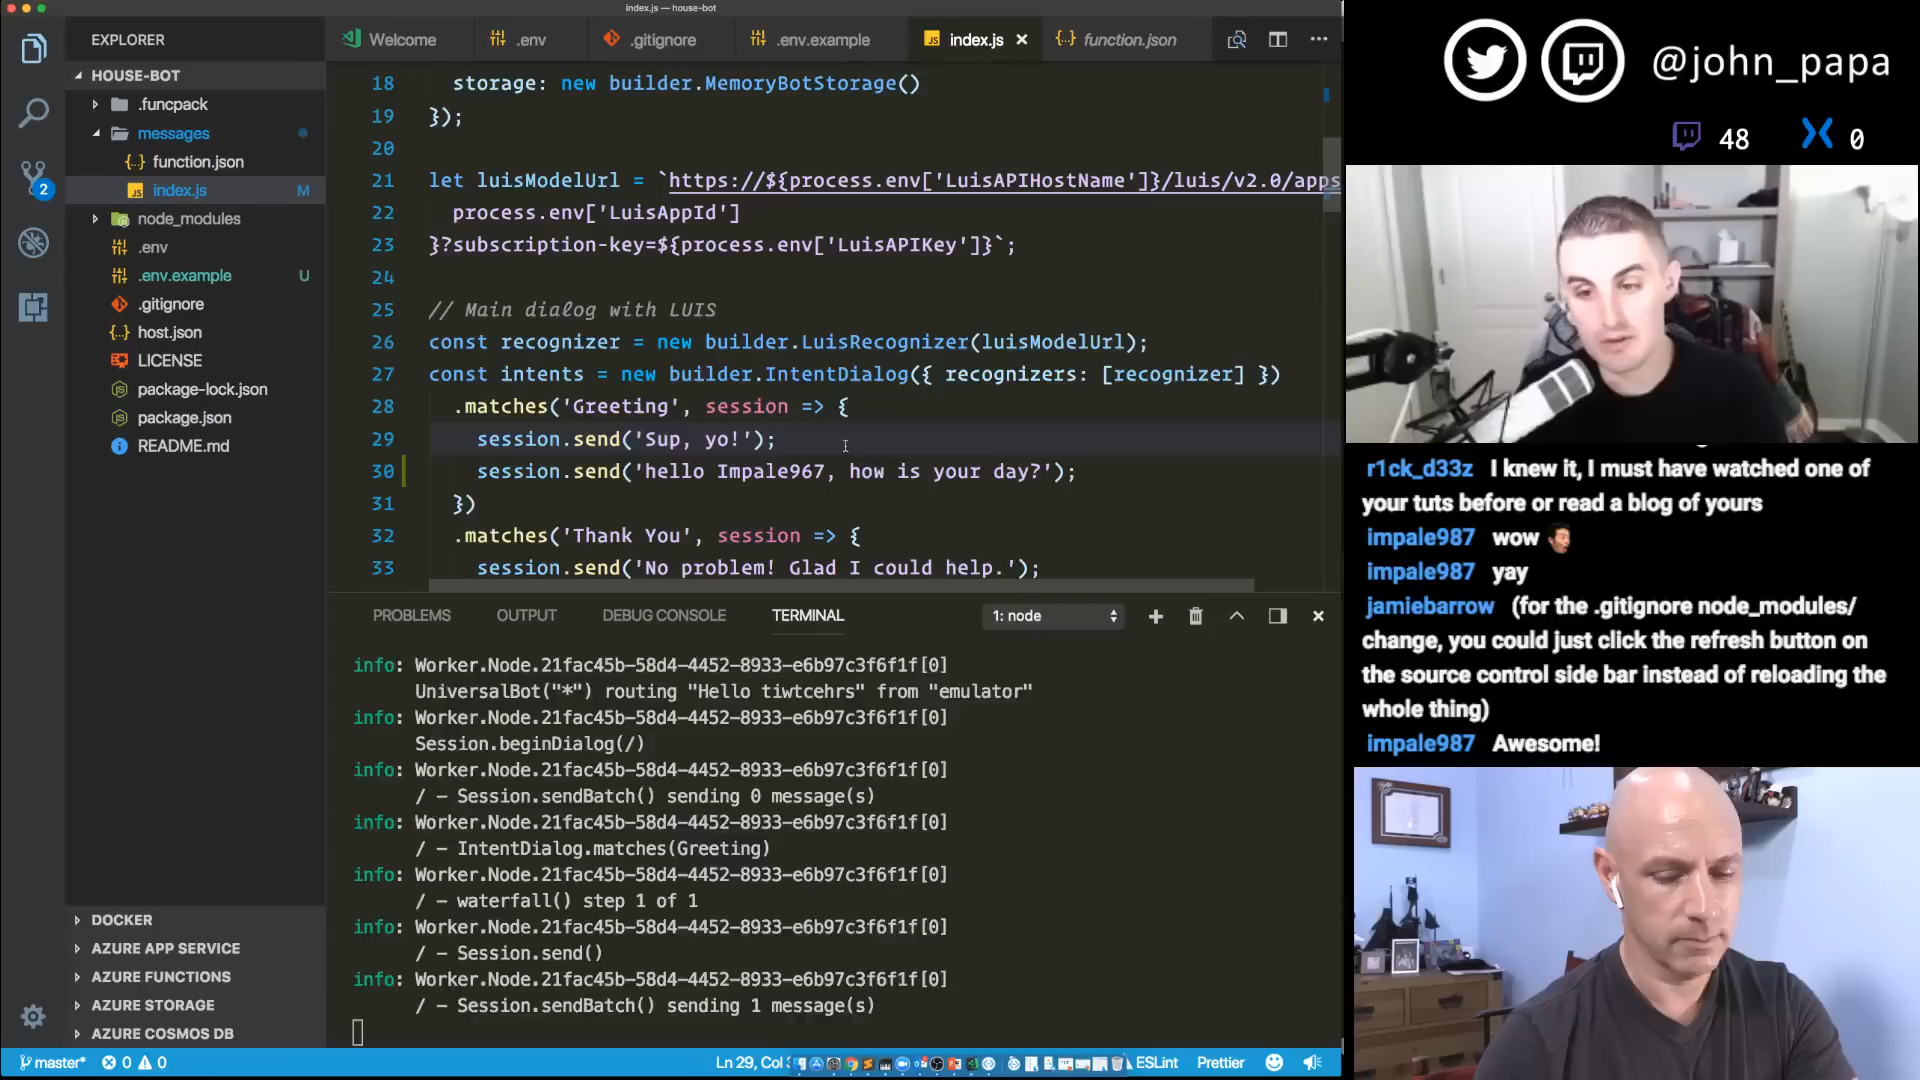 index.js — house-bot
EXPLORER
HOUSE-BOT
.funcpack
messages
function.json
index.js M
node_modules
.env
.env.example U
.gitignore
host.json
LICENSE
package-lock.json
package.json
README.md
2
DOCKER
AZURE APP SERVICE
AZURE FUNCTIONS
AZURE STORAGE
AZURE COSMOS DB
Welcome .env .gitignore .env.example index.js function.json
18 storage: new builder.MemoryBotStorage()
19 });
20
21 let luisModelUrl = `https://${process.env['LuisAPIHostName']}/luis/v2.0/apps
22 process.env['LuisAppId']
23 }?subscription-key=${process.env['LuisAPIKey']}`;
24
25 // Main dialog with LUIS
26 const recognizer = new builder.LuisRecognizer(luisModelUrl);
27 const intents = new builder.IntentDialog({ recognizers: [recognizer] })
28 .matches('Greeting', session => {
29 session.send('Sup, yo!');
30 session.send('hello Impale967, how is your day?');
31 })
32 .matches('Thank You', session => {
33 session.send('No problem! Glad I could help.');
PROBLEMS OUTPUT DEBUG CONSOLE TERMINAL 1: node
info: Worker.Node.21fac45b-58d4-4452-8933-e6b97c3f6f1f[0]
UniversalBot("*") routing "Hello tiwtcehrs" from "emulator"
info: Worker.Node.21fac45b-58d4-4452-8933-e6b97c3f6f1f[0]
Session.beginDialog(/)
info: Worker.Node.21fac45b-58d4-4452-8933-e6b97c3f6f1f[0]
/ - Session.sendBatch() sending 0 message(s)
info: Worker.Node.21fac45b-58d4-4452-8933-e6b97c3f6f1f[0]
/ - IntentDialog.matches(Greeting)
info: Worker.Node.21fac45b-58d4-4452-8933-e6b97c3f6f1f[0]
/ - waterfall() step 1 of 1
info: Worker.Node.21fac45b-58d4-4452-8933-e6b97c3f6f1f[0]
/ - Session.send()
info: Worker.Node.21fac45b-58d4-4452-8933-e6b97c3f6f1f[0]
/ - Session.sendBatch() sending 1 message(s)
master* 0 0 Ln 29, Col ESLint Prettier
@john_papa
48 0
r1ck_d33z I knew it, I must have watched one of
your tuts before or read a blog of yours
impale987 wow
impale987 yay
jamiebarrow (for the .gitignore node_modules/
change, you could just click the refresh button on
the source control side bar instead of reloading the
whole thing)
impale987 Awesome!